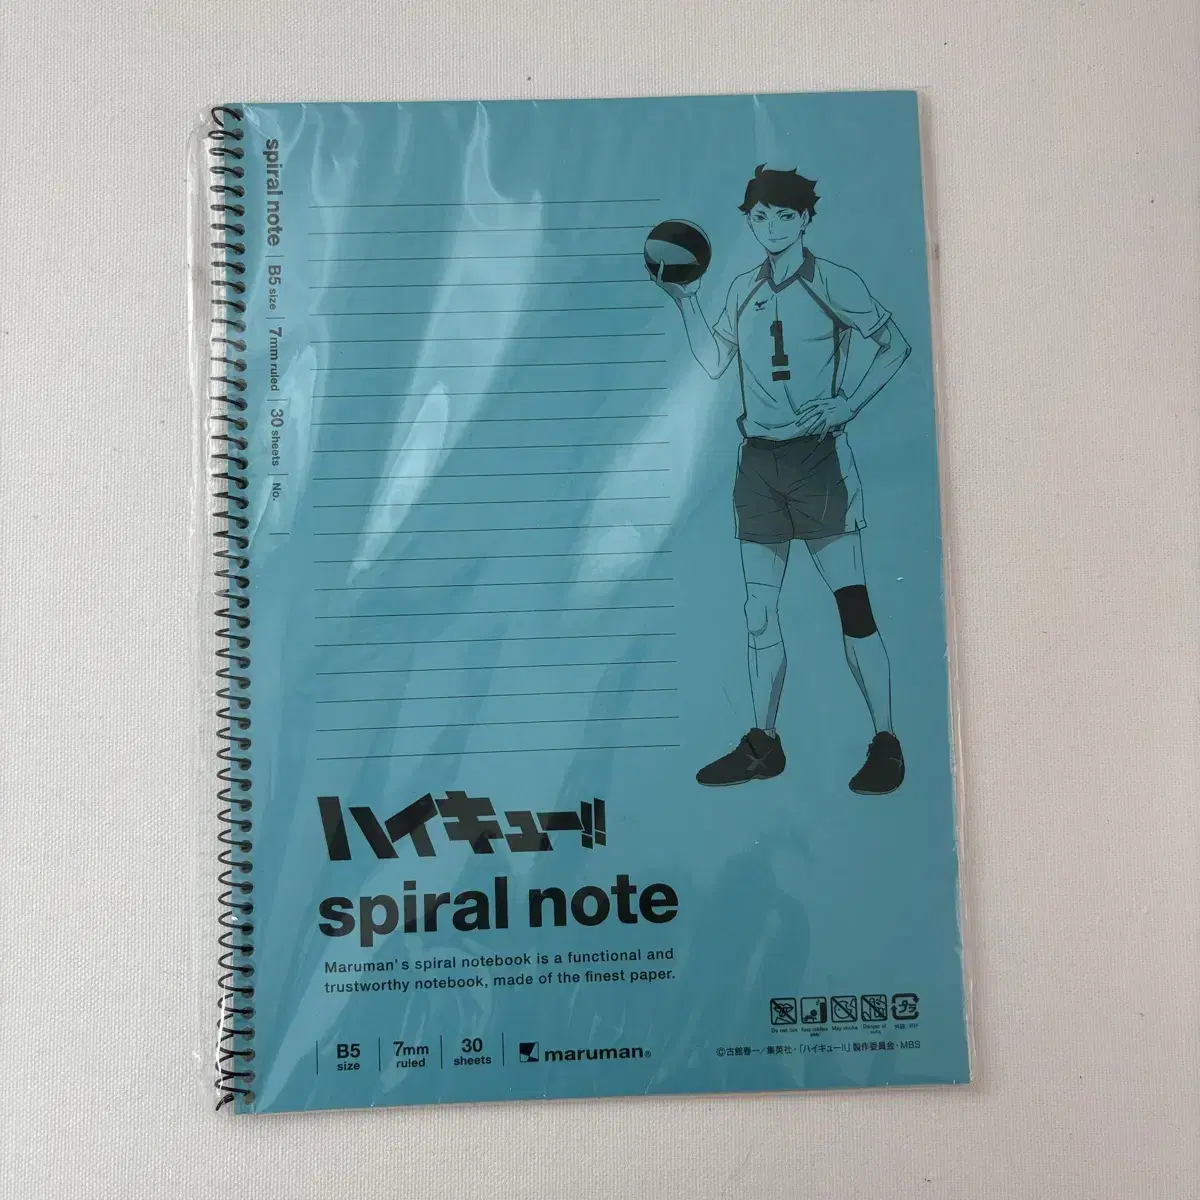 spiral note B5 size 7mm ruled 30 sheets No.
1
ハイキュー!!
spiral note
Maruman's spiral notebook is a functional and
trustworthy notebook, made of the finest paper.
B5 size
7mm ruled
30 sheets
maruman®
プラ
©古舘春一／集英社・「ハイキュー!!」製作委員会・MBS